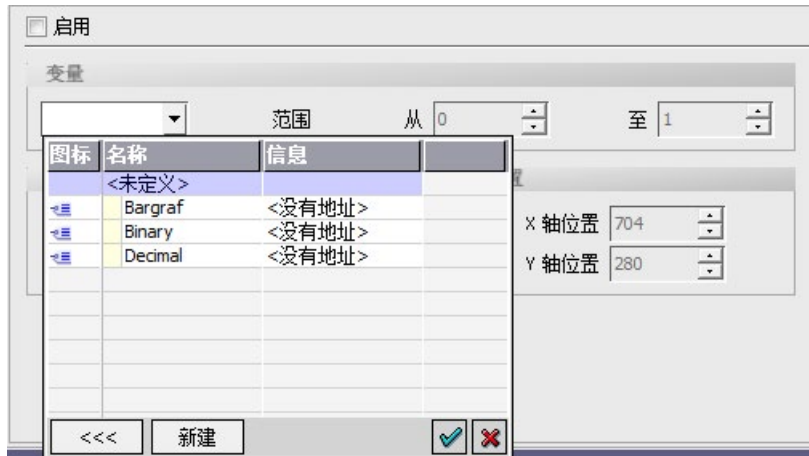 启用
变量
范围 从 0 至 1
图标 名称 信息
<未定义> 置
Bargraf <没有地址> X 轴位置 704
Binary <没有地址>
Decimal <没有地址> Y 轴位置 280
<<< 新建